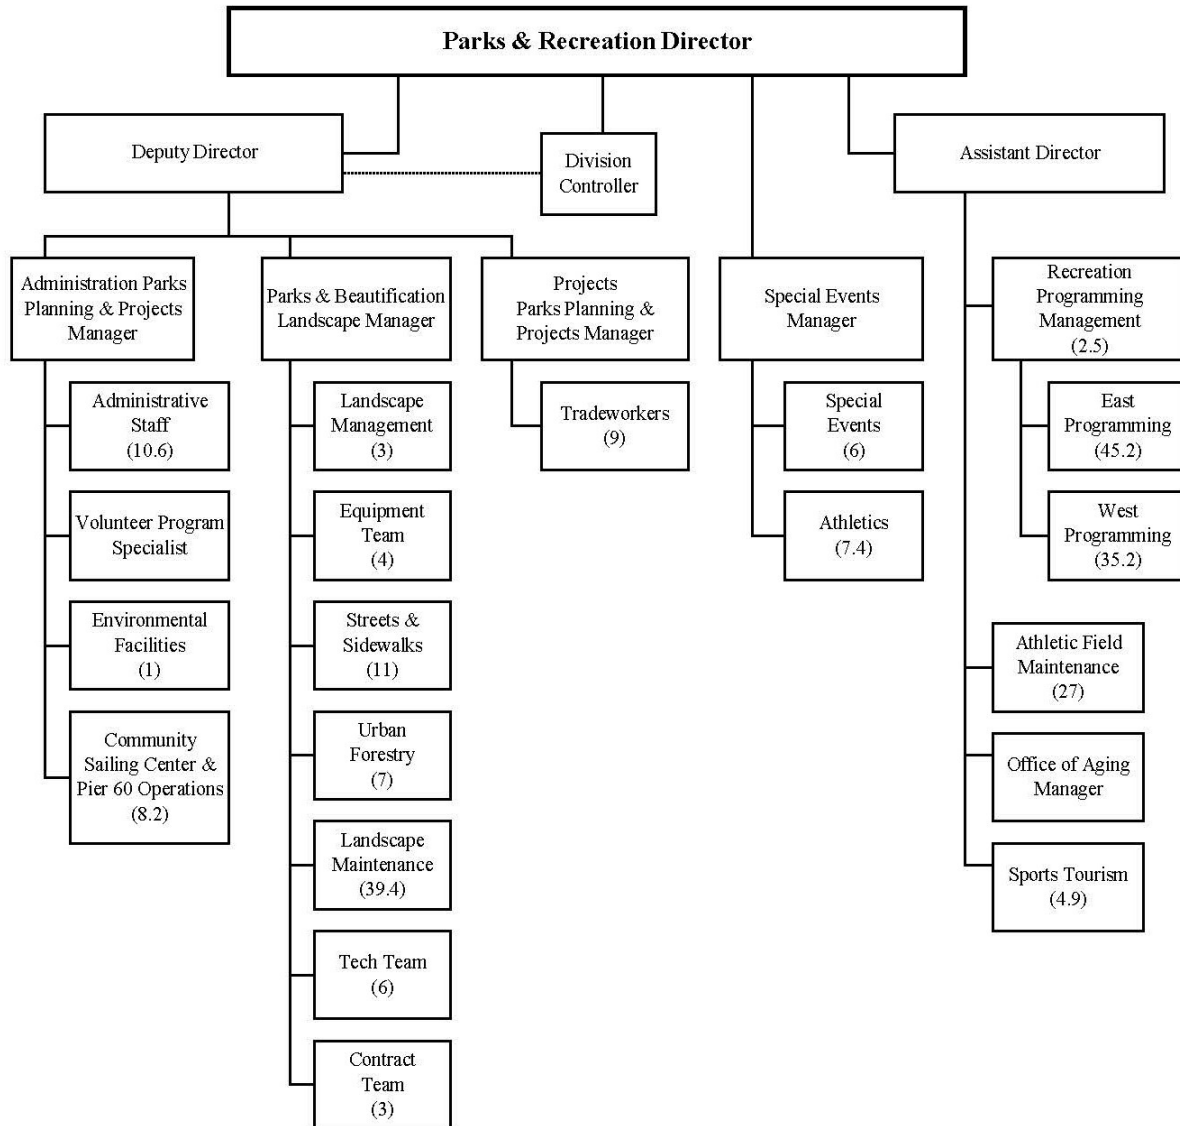 Parks & Recreation Director
Deputy Director
Division
Controller
Assistant Director
Administration Parks
Planning & Projects
Manager
Administrative
Staff
(10.6)
Volunteer Program
Specialist
Environmental
Facilities
(1)
Community
Sailing Center &
Pier 60 Operations
(8.2)
Parks & Beautification
Landscape Manager
Landscape
Management
(3)
Equipment
Team
(4)
Streets &
Sidewalks
(11)
Urban
Forestry
(7)
Landscape
Maintenance
(39.4)
Tech Team
(6)
Contract
Team
(3)
Projects
Parks Planning &
Projects Manager
Tradeworkers
(9)
Special Events
Manager
Special
Events
(6)
Athletics
(7.4)
Recreation
Programming
Management
(2.5)
East
Programming
(45.2)
West
Programming
(35.2)
Athletic Field
Maintenance
(27)
Office of Aging
Manager
Sports Tourism
(4.9)